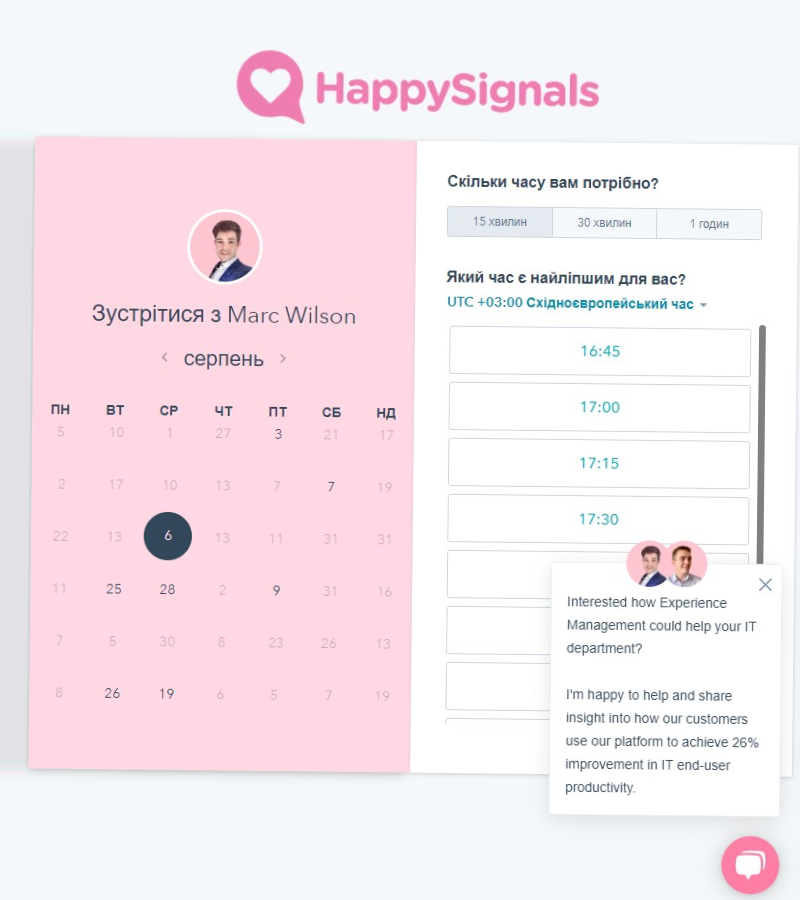 HappySignals
Зустрітися з Marc Wilson
серпень
ПН ВТ СР ЧТ ПТ СБ НД
5 10 1 27 3 21 17
2 17 10 13 7 7 19
22 13 6 13 11 31 31
11 25 28 2 9 31 16
7 5 30 8 23 26 13
8 26 19 6 5 7 19
Скільки часу вам потрібно?
15 хвилин 30 хвилин 1 годин
Який час є найліпшим для вас?
UTC +03:00 Східноєвропейський час
16:45
17:00
17:15
17:30
Interested how Experience
Management could help your IT
department?
I'm happy to help and share
insight into how our customers
use our platform to achieve 26%
improvement in IT end-user
productivity.